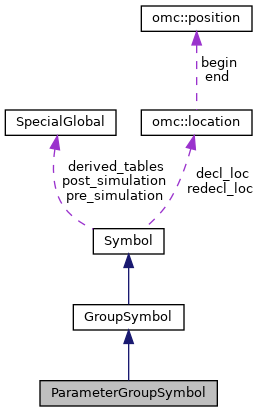 omc::position
begin
end
SpecialGlobal
omc::location
derived_tables
post_simulation
pre_simulation
decl_loc
redecl_loc
Symbol
GroupSymbol
ParameterGroupSymbol